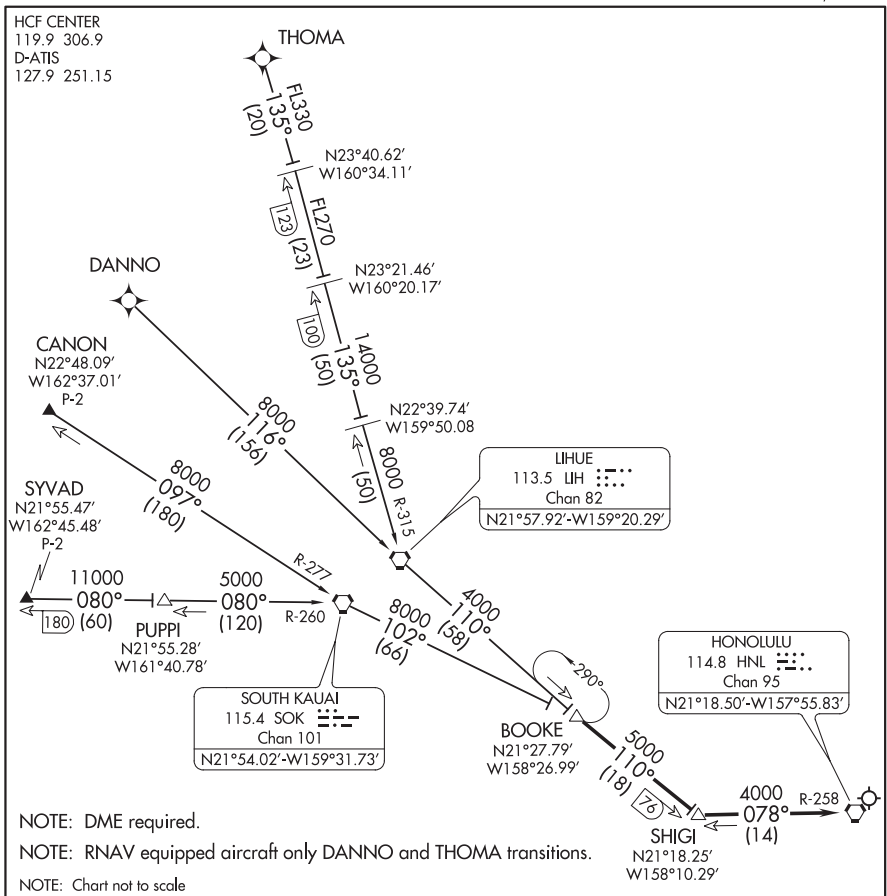 HCF CENTER
119.9 306.9
D-ATIS
127.9 251.15
THOMA
FL330
135°
(20)
N23°40.62'
W160°34.11'
123
FL270
(23)
N23°21.46'
W160°20.17'
100
14000
135°
(50)
N22°39.74'
W159°50.08
8000
R-315
(50)
DANNO
8000
116°
(156)
CANON
N22°48.09'
W162°37.01'
P-2
8000
097°
(180)
R-277
SYVAD
N21°55.47'
W162°45.48'
P-2
11000
080°
180
(60)
PUPPI
N21°55.28'
W161°40.78'
5000
080°
(120)
R-260
LIHUE
113.5 LIH
Chan 82
N21°57.92'-W159°20.29'
4000
110°
(58)
8000
102°
(66)
SOUTH KAUAI
115.4 SOK
Chan 101
N21°54.02'-W159°31.73'
290°
BOOKE
N21°27.79'
W158°26.99'
HONOLULU
114.8 HNL
Chan 95
N21°18.50'-W157°55.83'
5000
110°
(18)
76
4000
078°
(14)
R-258
SHIGI
N21°18.25'
W158°10.29'
NOTE: DME required.
NOTE: RNAV equipped aircraft only DANNO and THOMA transitions.
NOTE: Chart not to scale